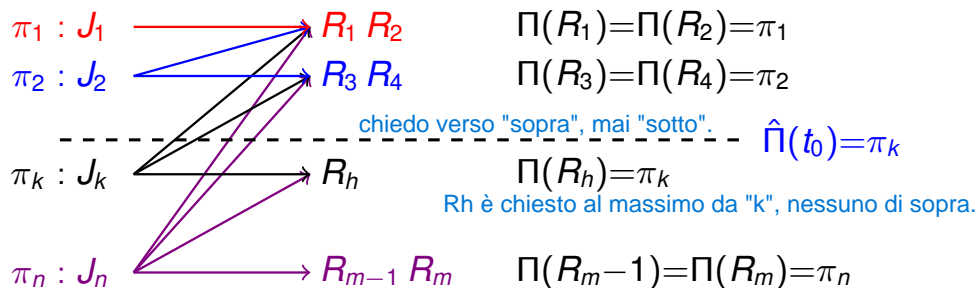 π₁ : J₁ R₁ R₂ Π(R₁)=Π(R₂)=π₁
π₂ : J₂ R₃ R₄ Π(R₃)=Π(R₄)=π₂
chiedo verso "sopra", mai "sotto".
Π̂(t₀)=πₖ
πₖ : Jₖ Rₕ Π(Rₕ)=πₖ
Rh è chiesto al massimo da "k", nessuno di sopra.
πₙ : Jₙ Rₘ₋₁ Rₘ Π(Rₘ−1)=Π(Rₘ)=πₙ